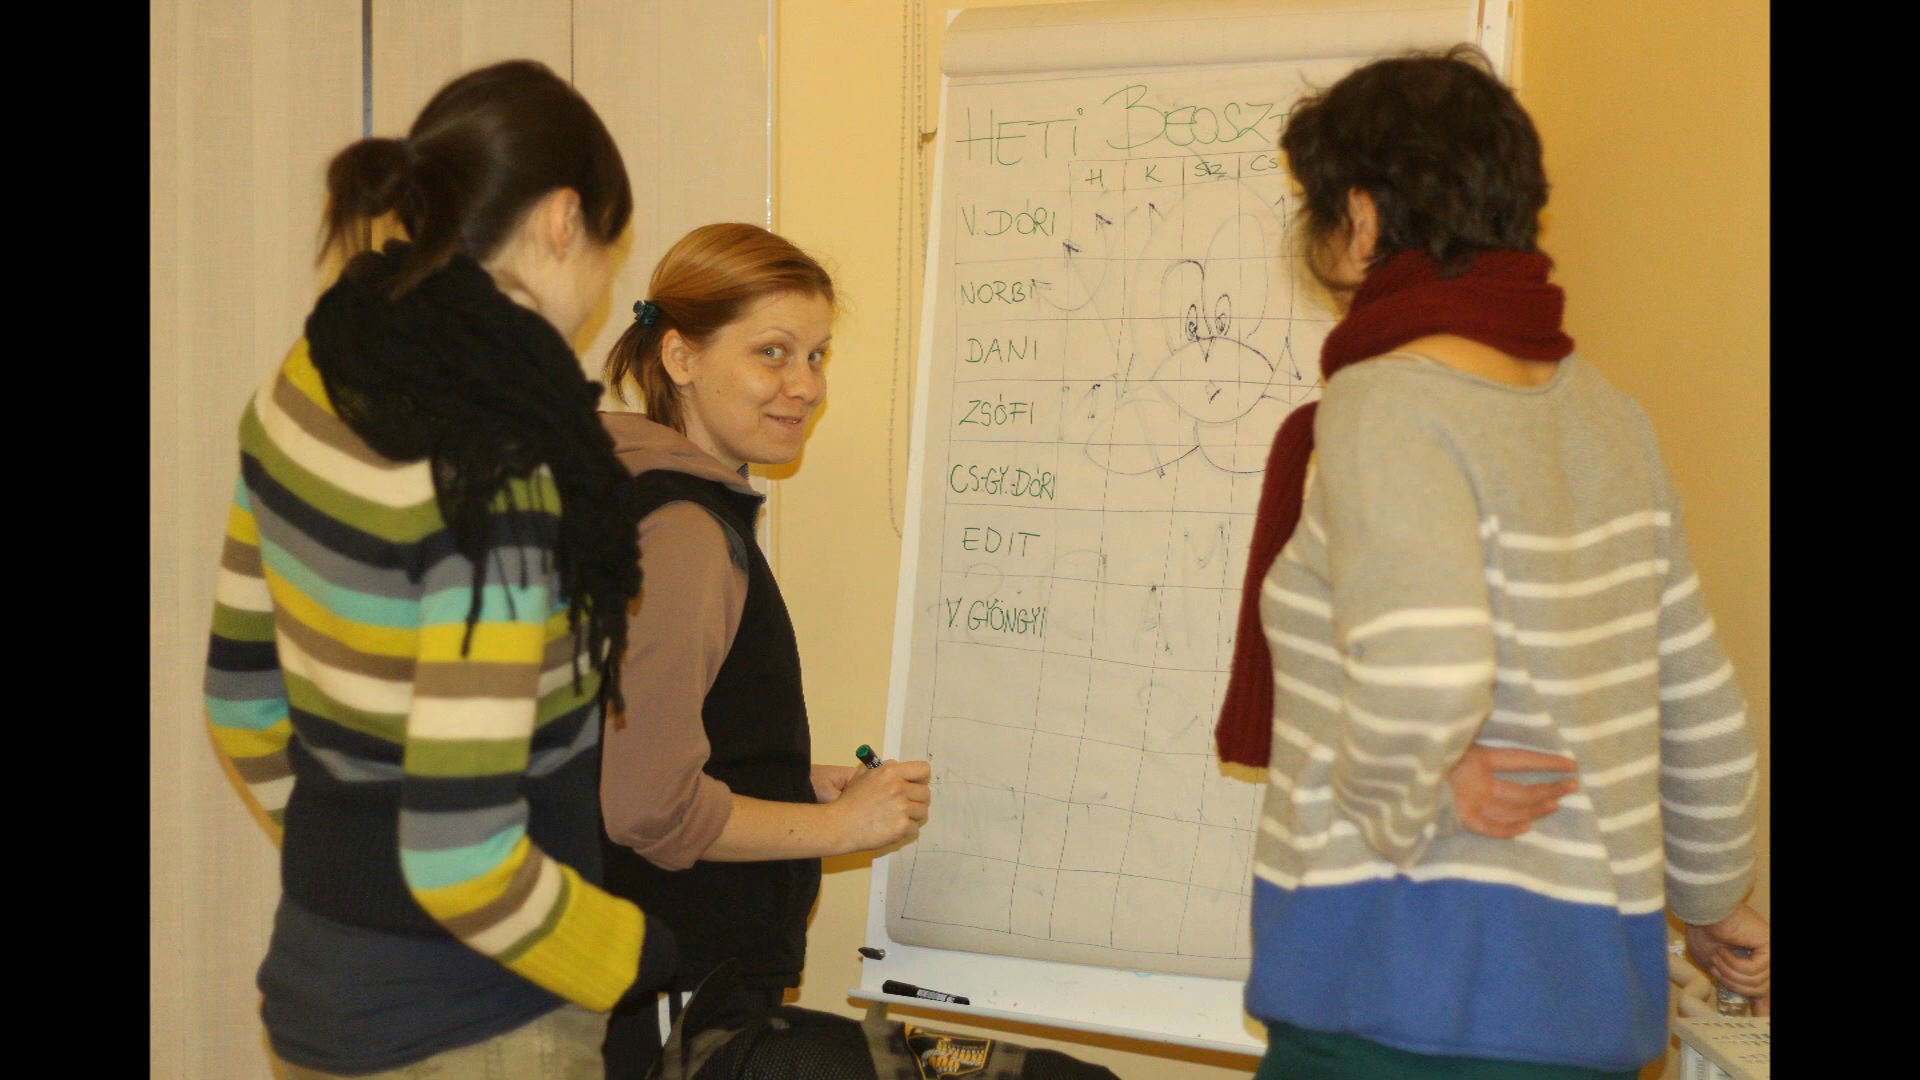 HETI BEOSZT
H K SZ CS
V. DÓRI
NORBI
DANI
ZSÓFI
CS-GY. DÓRI
EDIT
V. GYÖNGYI